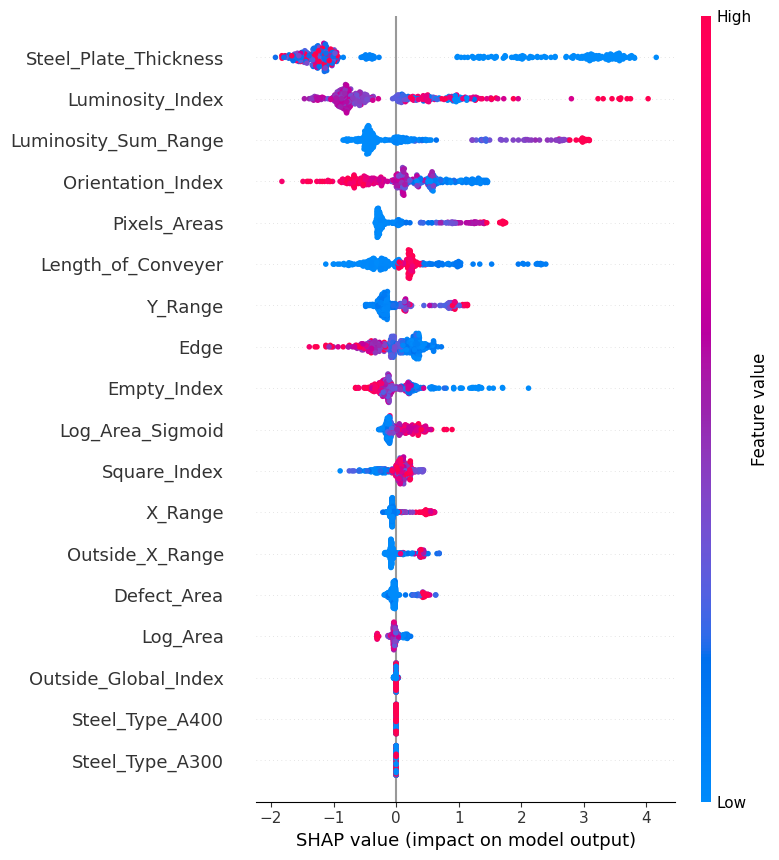 High
Steel_Plate_Thickness
Luminosity_Index
Luminosity_Sum_Range
Orientation_Index
Pixels_Areas
Length_of_Conveyer
Y_Range
Edge
Empty_Index
Log_Area_Sigmoid
Square_Index
X_Range
Outside_X_Range
Defect_Area
Log_Area
Outside_Global_Index
Steel_Type_A400
Steel_Type_A300
Feature value
Low
−2 −1 0 1 2 3 4
SHAP value (impact on model output)